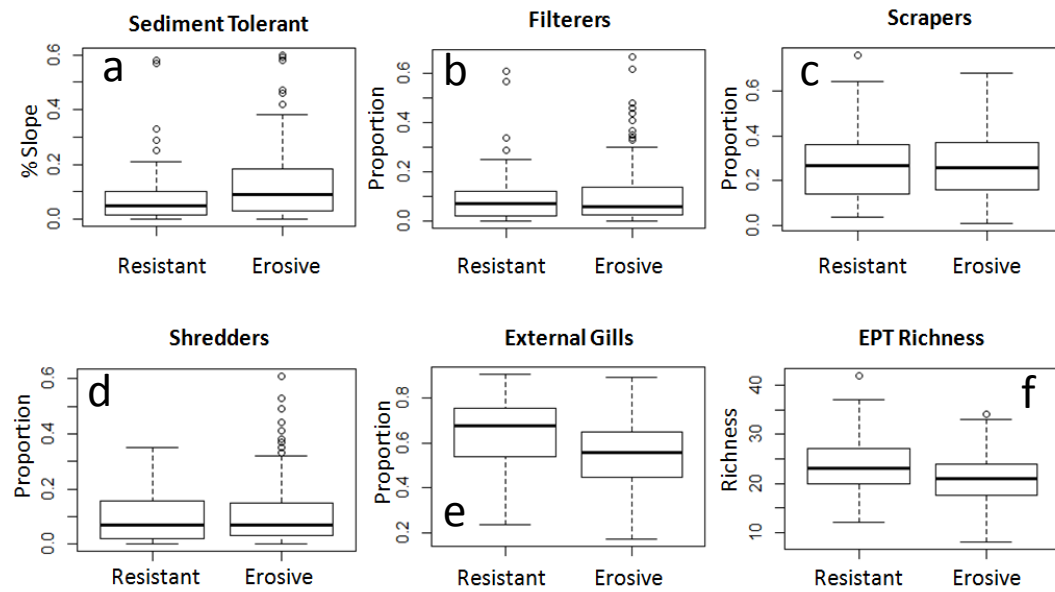 Sediment Tolerant
a
% Slope
0.0 0.2 0.4 0.6
Resistant Erosive
Filterers
b
Proportion
0.0 0.2 0.4 0.6
Resistant Erosive
Scrapers
c
Proportion
0.0 0.2 0.4 0.6
Resistant Erosive
Shredders
d
Proportion
0.0 0.2 0.4 0.6
Resistant Erosive
External Gills
e
Proportion
0.2 0.4 0.6 0.8
Resistant Erosive
EPT Richness
f
Richness
10 20 30 40
Resistant Erosive